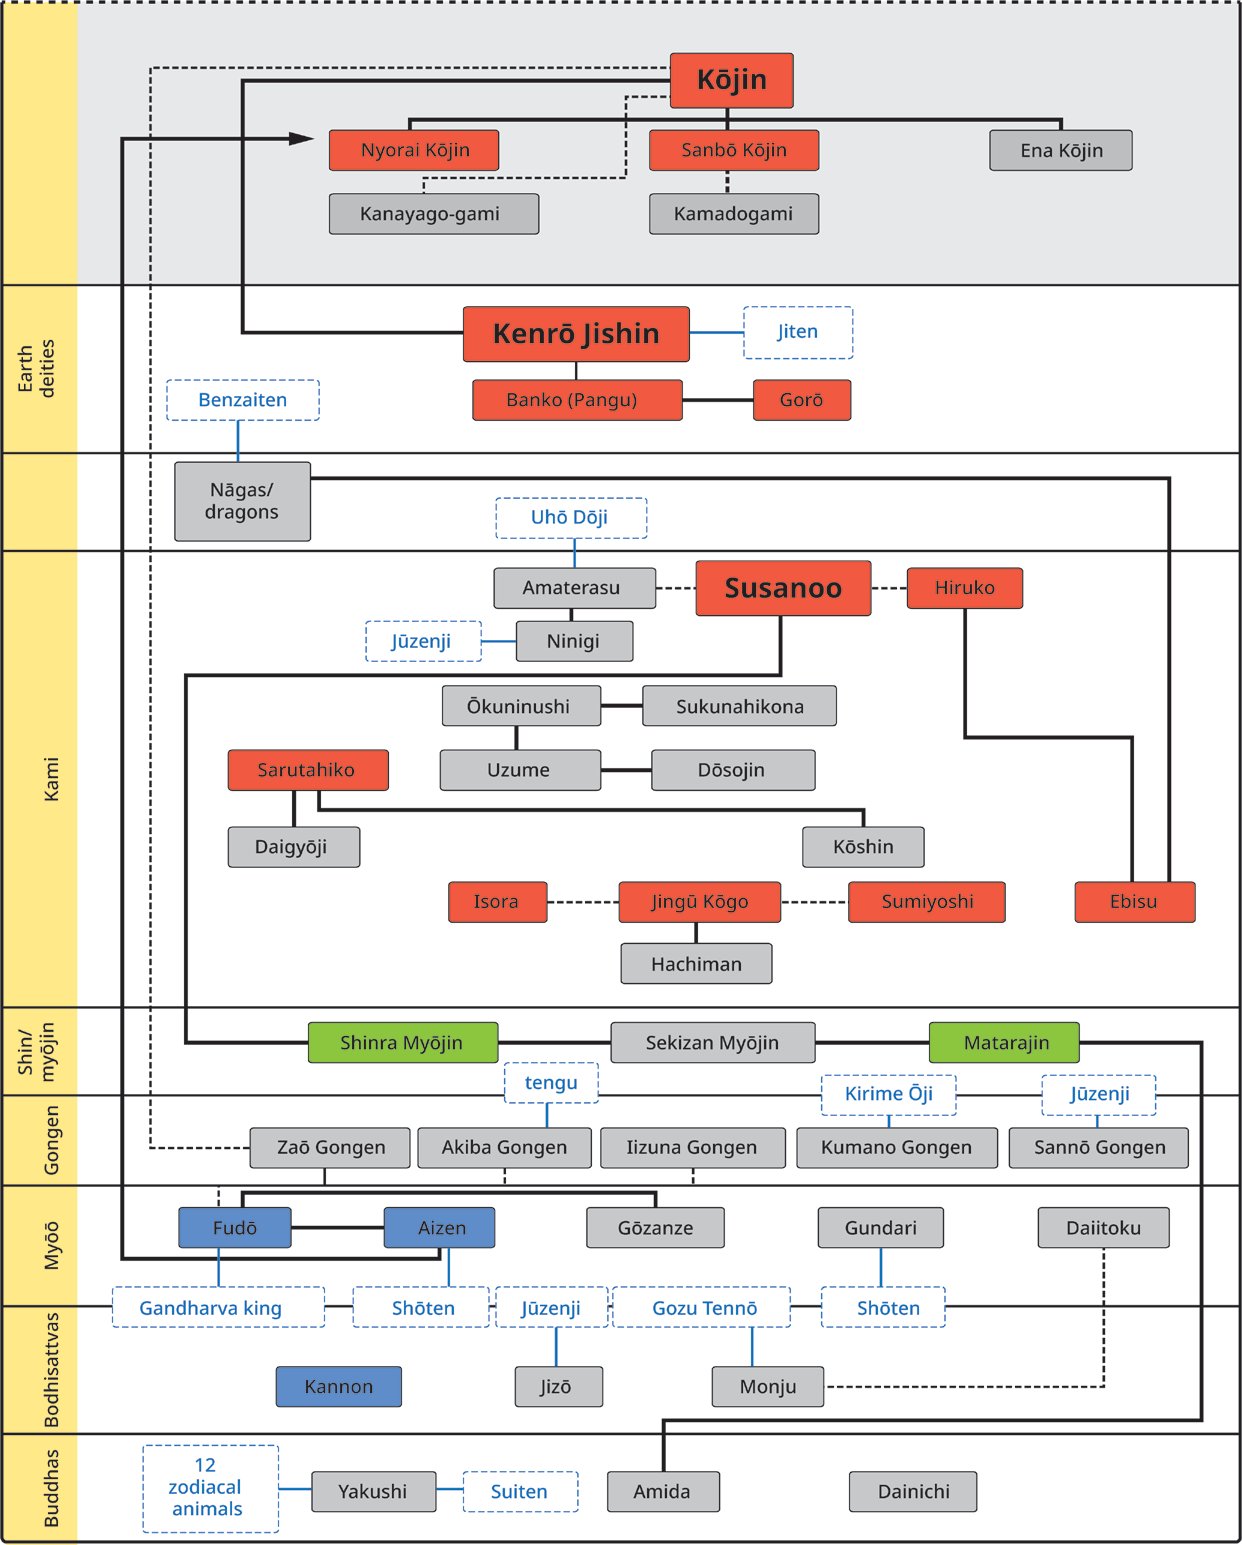 Kōjin
Nyorai Kōjin
Sanbō Kōjin
Ena Kōjin
Kanayago-gami
Kamadogami
Earth
deities
Kenrō Jishin
Jiten
Benzaiten
Banko (Pangu)
Gorō
Nāgas/
dragons
Uhō Dōji
Kami
Amaterasu
Susanoo
Hiruko
Jūzenji
Ninigi
Ōkuninushi
Sukunahikona
Sarutahiko
Uzume
Dōsojin
Daigyōji
Kōshin
Isora
Jingū Kōgo
Sumiyoshi
Ebisu
Hachiman
Shin/
myōjin
Shinra Myōjin
Sekizan Myōjin
Matarajin
tengu
Kirime Ōji
Jūzenji
Gongen
Zaō Gongen
Akiba Gongen
Iizuna Gongen
Kumano Gongen
Sannō Gongen
Myōō
Fudō
Aizen
Gōzanze
Gundari
Daiitoku
Gandharva king
Shōten
Jūzenji
Gozu Tennō
Shōten
Bodhisattvas
Kannon
Jizō
Monju
Buddhas
12
zodiacal
animals
Yakushi
Suiten
Amida
Dainichi